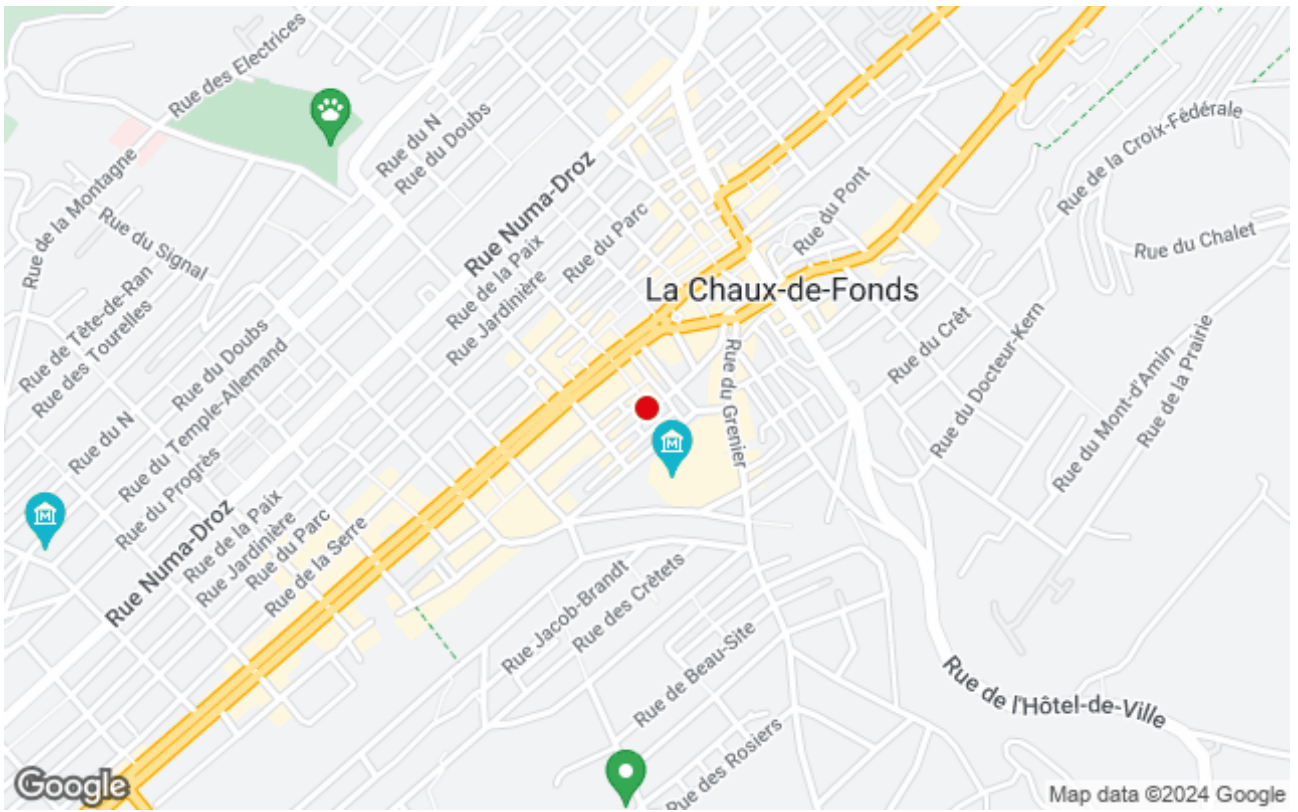 Rue des Electrices
Rue du N
Rue du Doubs
Rue de la Montagne
Rue du Signal
Rue Numa-Droz
Rue du Parc
Rue de la Paix
Rue Jardinière
Rue du Pont
Rue de la Croix-Fédérale
Rue du Chalet
La Chaux-de-Fonds
Rue de Tête-de-Ran
Rue des Tourelles
Rue du Doubs
Rue du Temple-Allemand
Rue du N
Rue du Progrès
Rue du Grenier
Rue du Crêt
Rue du Docteur-Kern
Rue du Mont-d'Amin
Rue de la Prairie
M
M
Rue Numa-Droz
Rue de la Paix
Rue Jardinière
Rue du Parc
Rue de la Serre
Rue Jacob-Brandt
Rue des Crêtets
Rue de Beau-Site
Rue des Rosiers
Rue de l'Hôtel-de-Ville
Google
Map data ©2024 Google